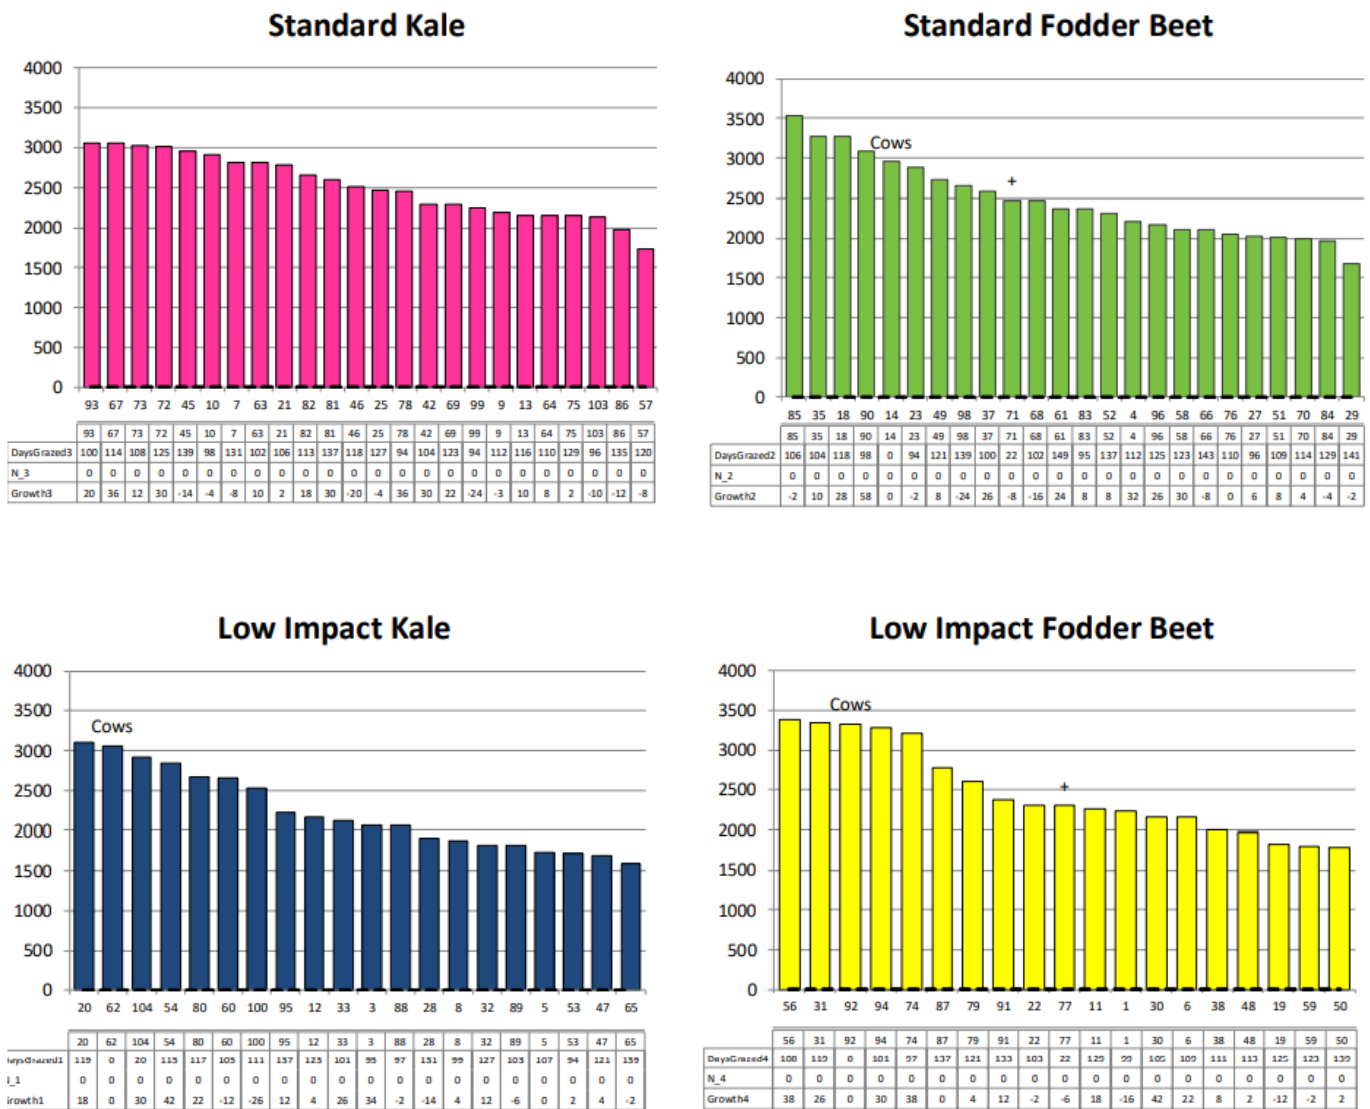 Standard Kale
4000
3500
3000
2500
2000
1500
1000
500
0
93 67 73 72 45 10 7 63 21 82 81 46 25 78 42 69 99 9 13 64 75 103 86 57
93 67 73 72 45 10 7 63 21 82 81 46 25 78 42 69 99 9 13 64 75 103 86 57
DaysGrazed3 100 114 108 125 139 98 131 102 106 113 137 118 127 94 104 123 94 112 116 110 129 96 135 120
N_3 0 0 0 0 0 0 0 0 0 0 0 0 0 0 0 0 0 0 0 0 0 0 0 0
Growth3 20 36 12 30 -14 -4 -8 10 2 18 30 -20 -4 36 30 22 -24 -3 10 8 2 -10 -12 -8
Standard Fodder Beet
4000
3500
3000
2500
2000
1500
1000
500
0
Cows
+
85 35 18 90 14 23 49 98 37 71 68 61 83 52 4 96 58 66 76 27 51 70 84 29
85 35 18 90 14 23 49 98 37 71 68 61 83 52 4 96 58 66 76 27 51 70 84 29
DaysGrazed2 106 104 118 98 0 94 121 139 100 22 102 149 95 137 112 125 123 143 110 96 109 114 129 141
N_2 0 0 0 0 0 0 0 0 0 0 0 0 0 0 0 0 0 0 0 0 0 0 0 0
Growth2 -2 10 28 58 0 -2 8 -24 26 -8 -16 24 8 8 32 26 30 -8 0 6 8 4 -4 -2
Low Impact Kale
4000
3500
3000
2500
2000
1500
1000
500
0
Cows
20 62 104 54 80 60 100 95 12 33 3 88 28 8 32 89 5 53 47 65
20 62 104 54 80 60 100 95 12 33 3 88 28 8 32 89 5 53 47 65
119 0 20 115 117 105 111 137 123 101 95 97 131 99 127 103 107 94 121 139
_1 0 0 0 0 0 0 0 0 0 0 0 0 0 0 0 0 0 0 0 0
Growth1 18 0 30 42 22 -12 -26 12 4 26 34 -2 -14 4 12 -6 0 2 4 -2
Low Impact Fodder Beet
4000
3500
3000
2500
2000
1500
1000
500
0
Cows
+
56 31 92 94 74 87 79 91 22 77 11 1 30 6 38 48 19 59 50
56 31 92 94 74 87 79 91 22 77 11 1 30 6 38 48 19 59 50
DaysGrazed4 108 119 0 101 97 137 121 133 103 22 129 99 105 109 111 113 125 123 139
N_4 0 0 0 0 0 0 0 0 0 0 0 0 0 0 0 0 0 0 0
Growth4 38 26 0 30 38 0 4 12 -2 -6 18 -16 42 22 8 2 -12 -2 2